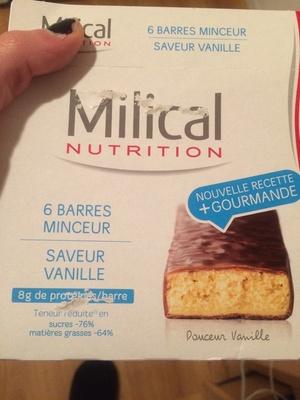 Milical
NUTRITION
6 BARRES MINCEUR
SAVEUR VANILLE
Milical
NUTRITION
NOUVELLE RECETTE
+GOURMANDE
6 BARRES
MINCEUR
SAVEUR
VANILLE
8g de protéines/barre
Teneur réduite en
sucres -76%
matières grasses -64%
Douceur Vanille